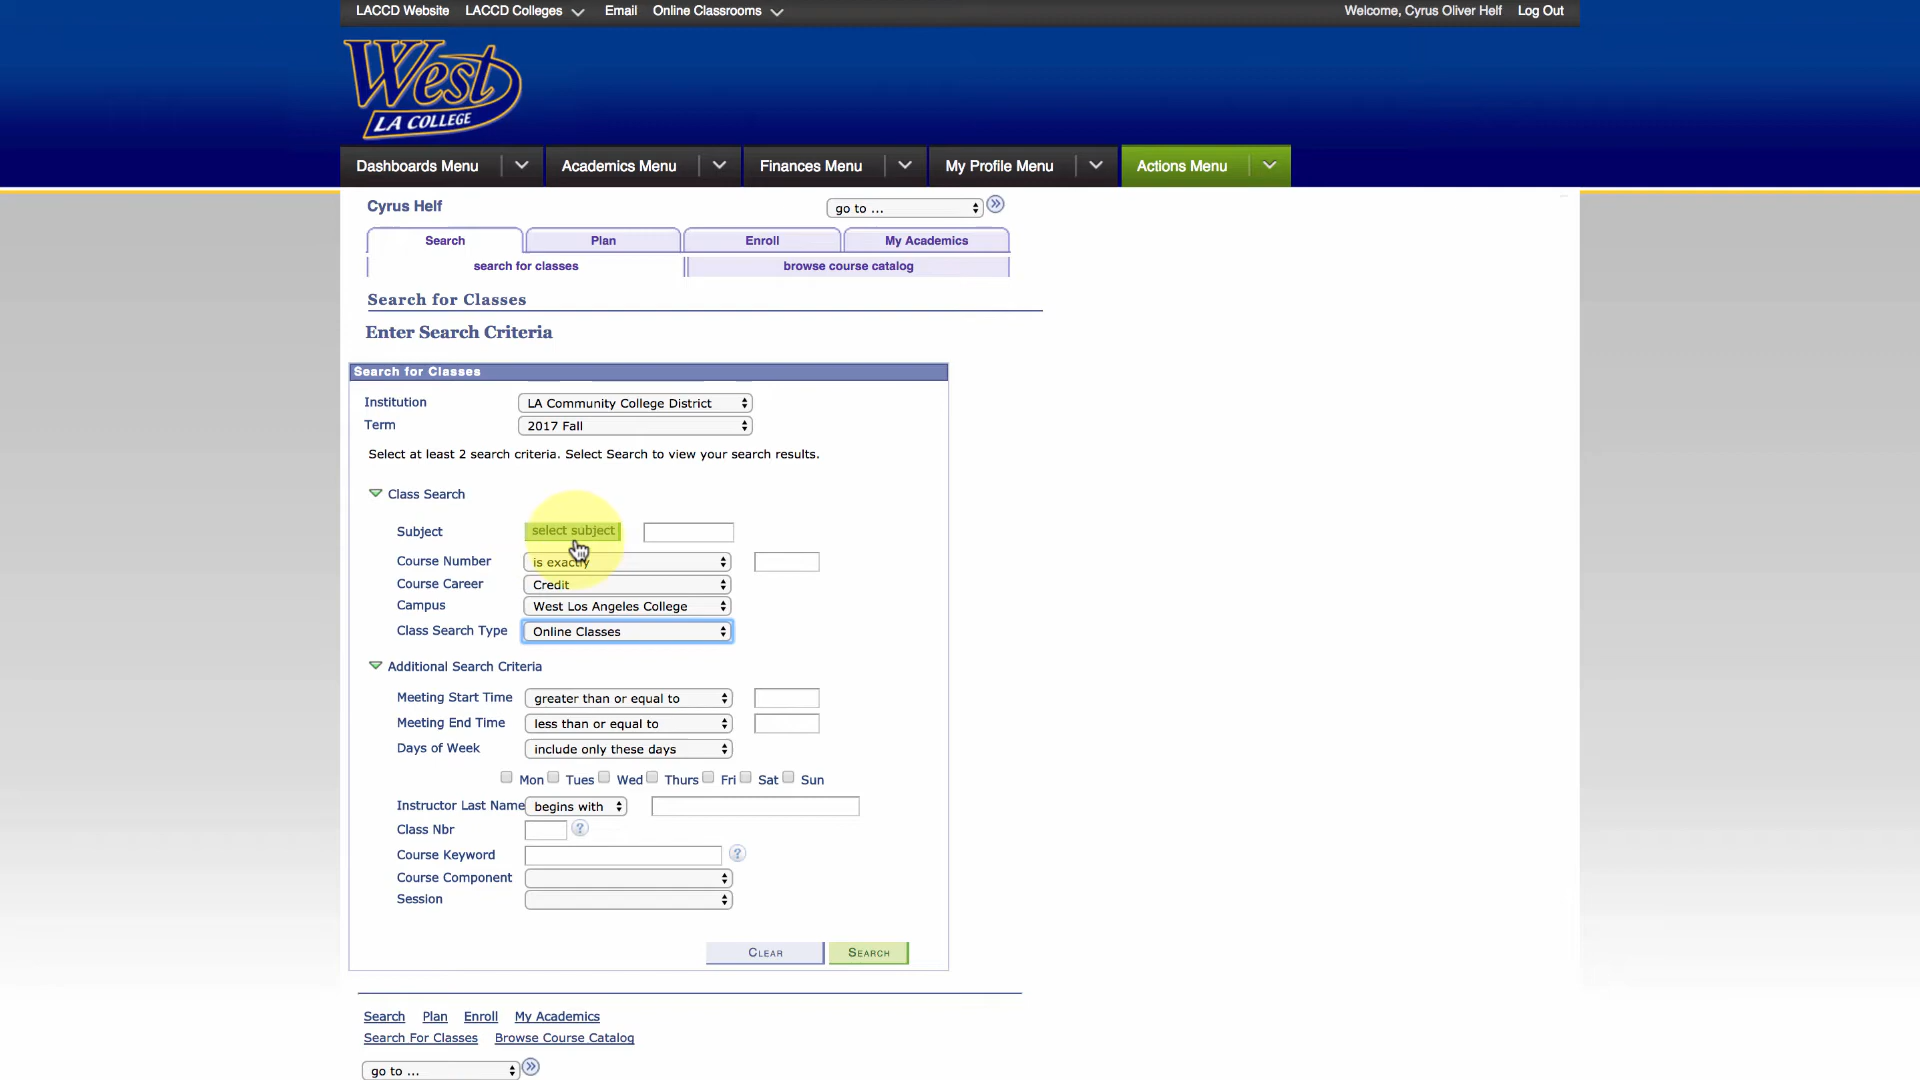 LACCD Website LACCD Colleges Email Online Classrooms Welcome, Cyrus Oliver Helf Log Out
West
LA COLLEGE
Dashboards Menu Academics Menu Finances Menu My Profile Menu Actions Menu
Cyrus Helf go to ...
Search Plan Enroll My Academics
search for classes browse course catalog
Search for Classes
Enter Search Criteria
Search for Classes
Institution LA Community College District
Term 2017 Fall
Select at least 2 search criteria. Select Search to view your search results.
Class Search
Subject select subject
Course Number is exactly
Course Career Credit
Campus West Los Angeles College
Class Search Type Online Classes
Additional Search Criteria
Meeting Start Time greater than or equal to
Meeting End Time less than or equal to
Days of Week include only these days
Mon Tues Wed Thurs Fri Sat Sun
Instructor Last Name begins with
Class Nbr ?
Course Keyword ?
Course Component
Session
CLEAR SEARCH
Search Plan Enroll My Academics
Search For Classes Browse Course Catalog
go to ...